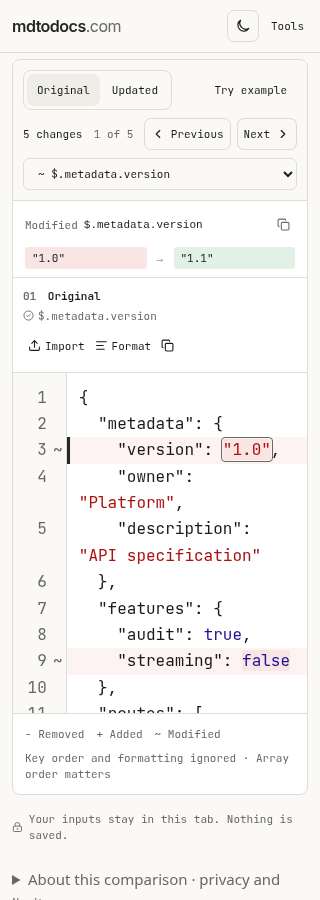 mdtodocs.com
Tools
Original Updated Try example
5 changes 1 of 5 Previous Next
~ $.metadata.version
Modified $.metadata.version
"1.0" → "1.1"
01 Original
$.metadata.version
Import Format
1 {
2 "metadata": {
3 ~ "version": "1.0",
4 "owner":
"Platform",
5 "description":
"API specification"
6 },
7 "features": {
8 "audit": true,
9 ~ "streaming": false
10 },
11 "routes": [
- Removed + Added ~ Modified
Key order and formatting ignored · Array
order matters
Your inputs stay in this tab. Nothing is
saved.
About this comparison · privacy and